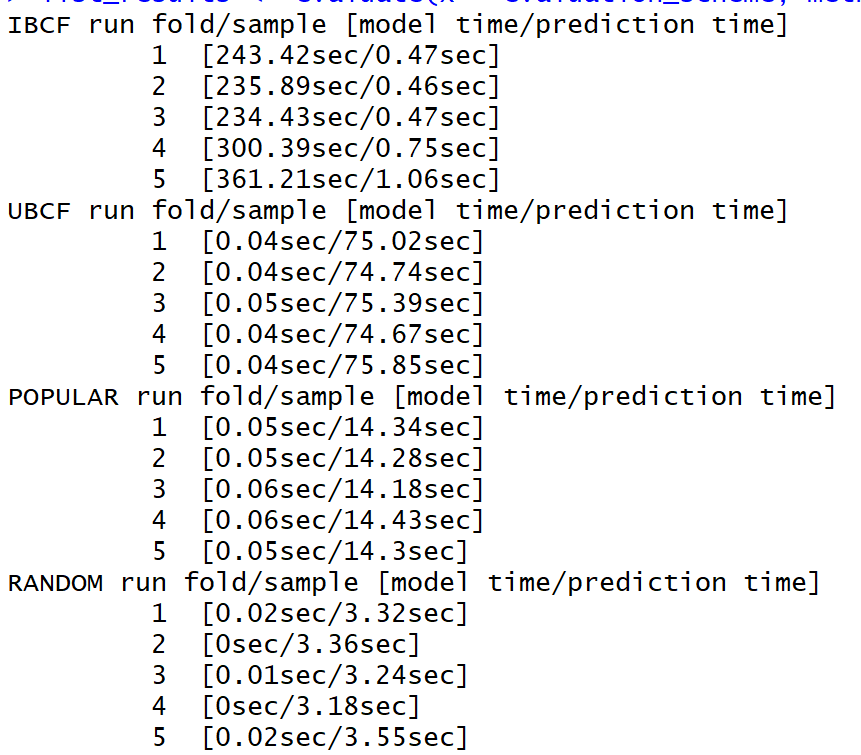 IBCF run fold/sample [model time/prediction time]
1 [243.42sec/0.47sec]
2 [235.89sec/0.46sec]
3 [234.43sec/0.47sec]
4 [300.39sec/0.75sec]
5 [361.21sec/1.06sec]
UBCF run fold/sample [model time/prediction time]
1 [0.04sec/75.02sec]
2 [0.04sec/74.74sec]
3 [0.05sec/75.39sec]
4 [0.04sec/74.67sec]
5 [0.04sec/75.85sec]
POPULAR run fold/sample [model time/prediction time]
1 [0.05sec/14.34sec]
2 [0.05sec/14.28sec]
3 [0.06sec/14.18sec]
4 [0.06sec/14.43sec]
5 [0.05sec/14.3sec]
RANDOM run fold/sample [model time/prediction time]
1 [0.02sec/3.32sec]
2 [0sec/3.36sec]
3 [0.01sec/3.24sec]
4 [0sec/3.18sec]
5 [0.02sec/3.55sec]